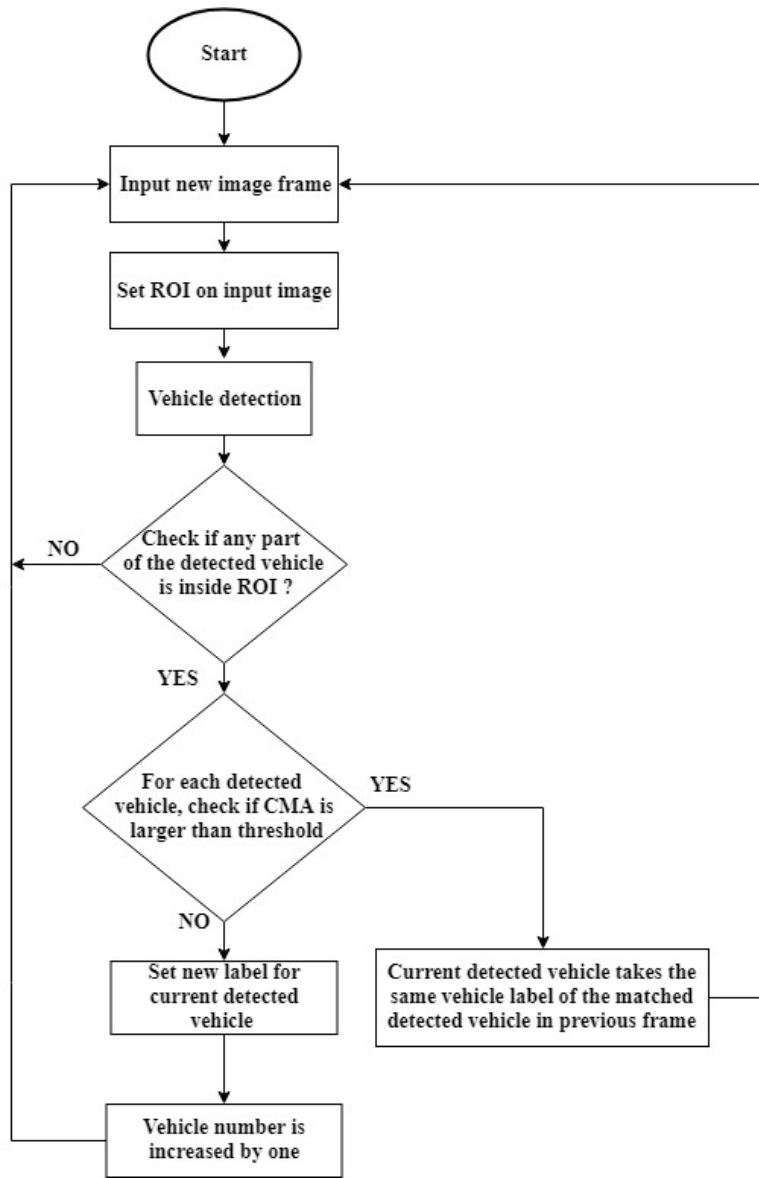 Start
Input new image frame
Set ROI on input image
Vehicle detection
Check if any part
of the detected vehicle
is inside ROI ?
NO
YES
For each detected
vehicle, check if CMA is
larger than threshold
YES
NO
Set new label for
current detected
vehicle
Current detected vehicle takes the
same vehicle label of the matched
detected vehicle in previous frame
Vehicle number is
increased by one